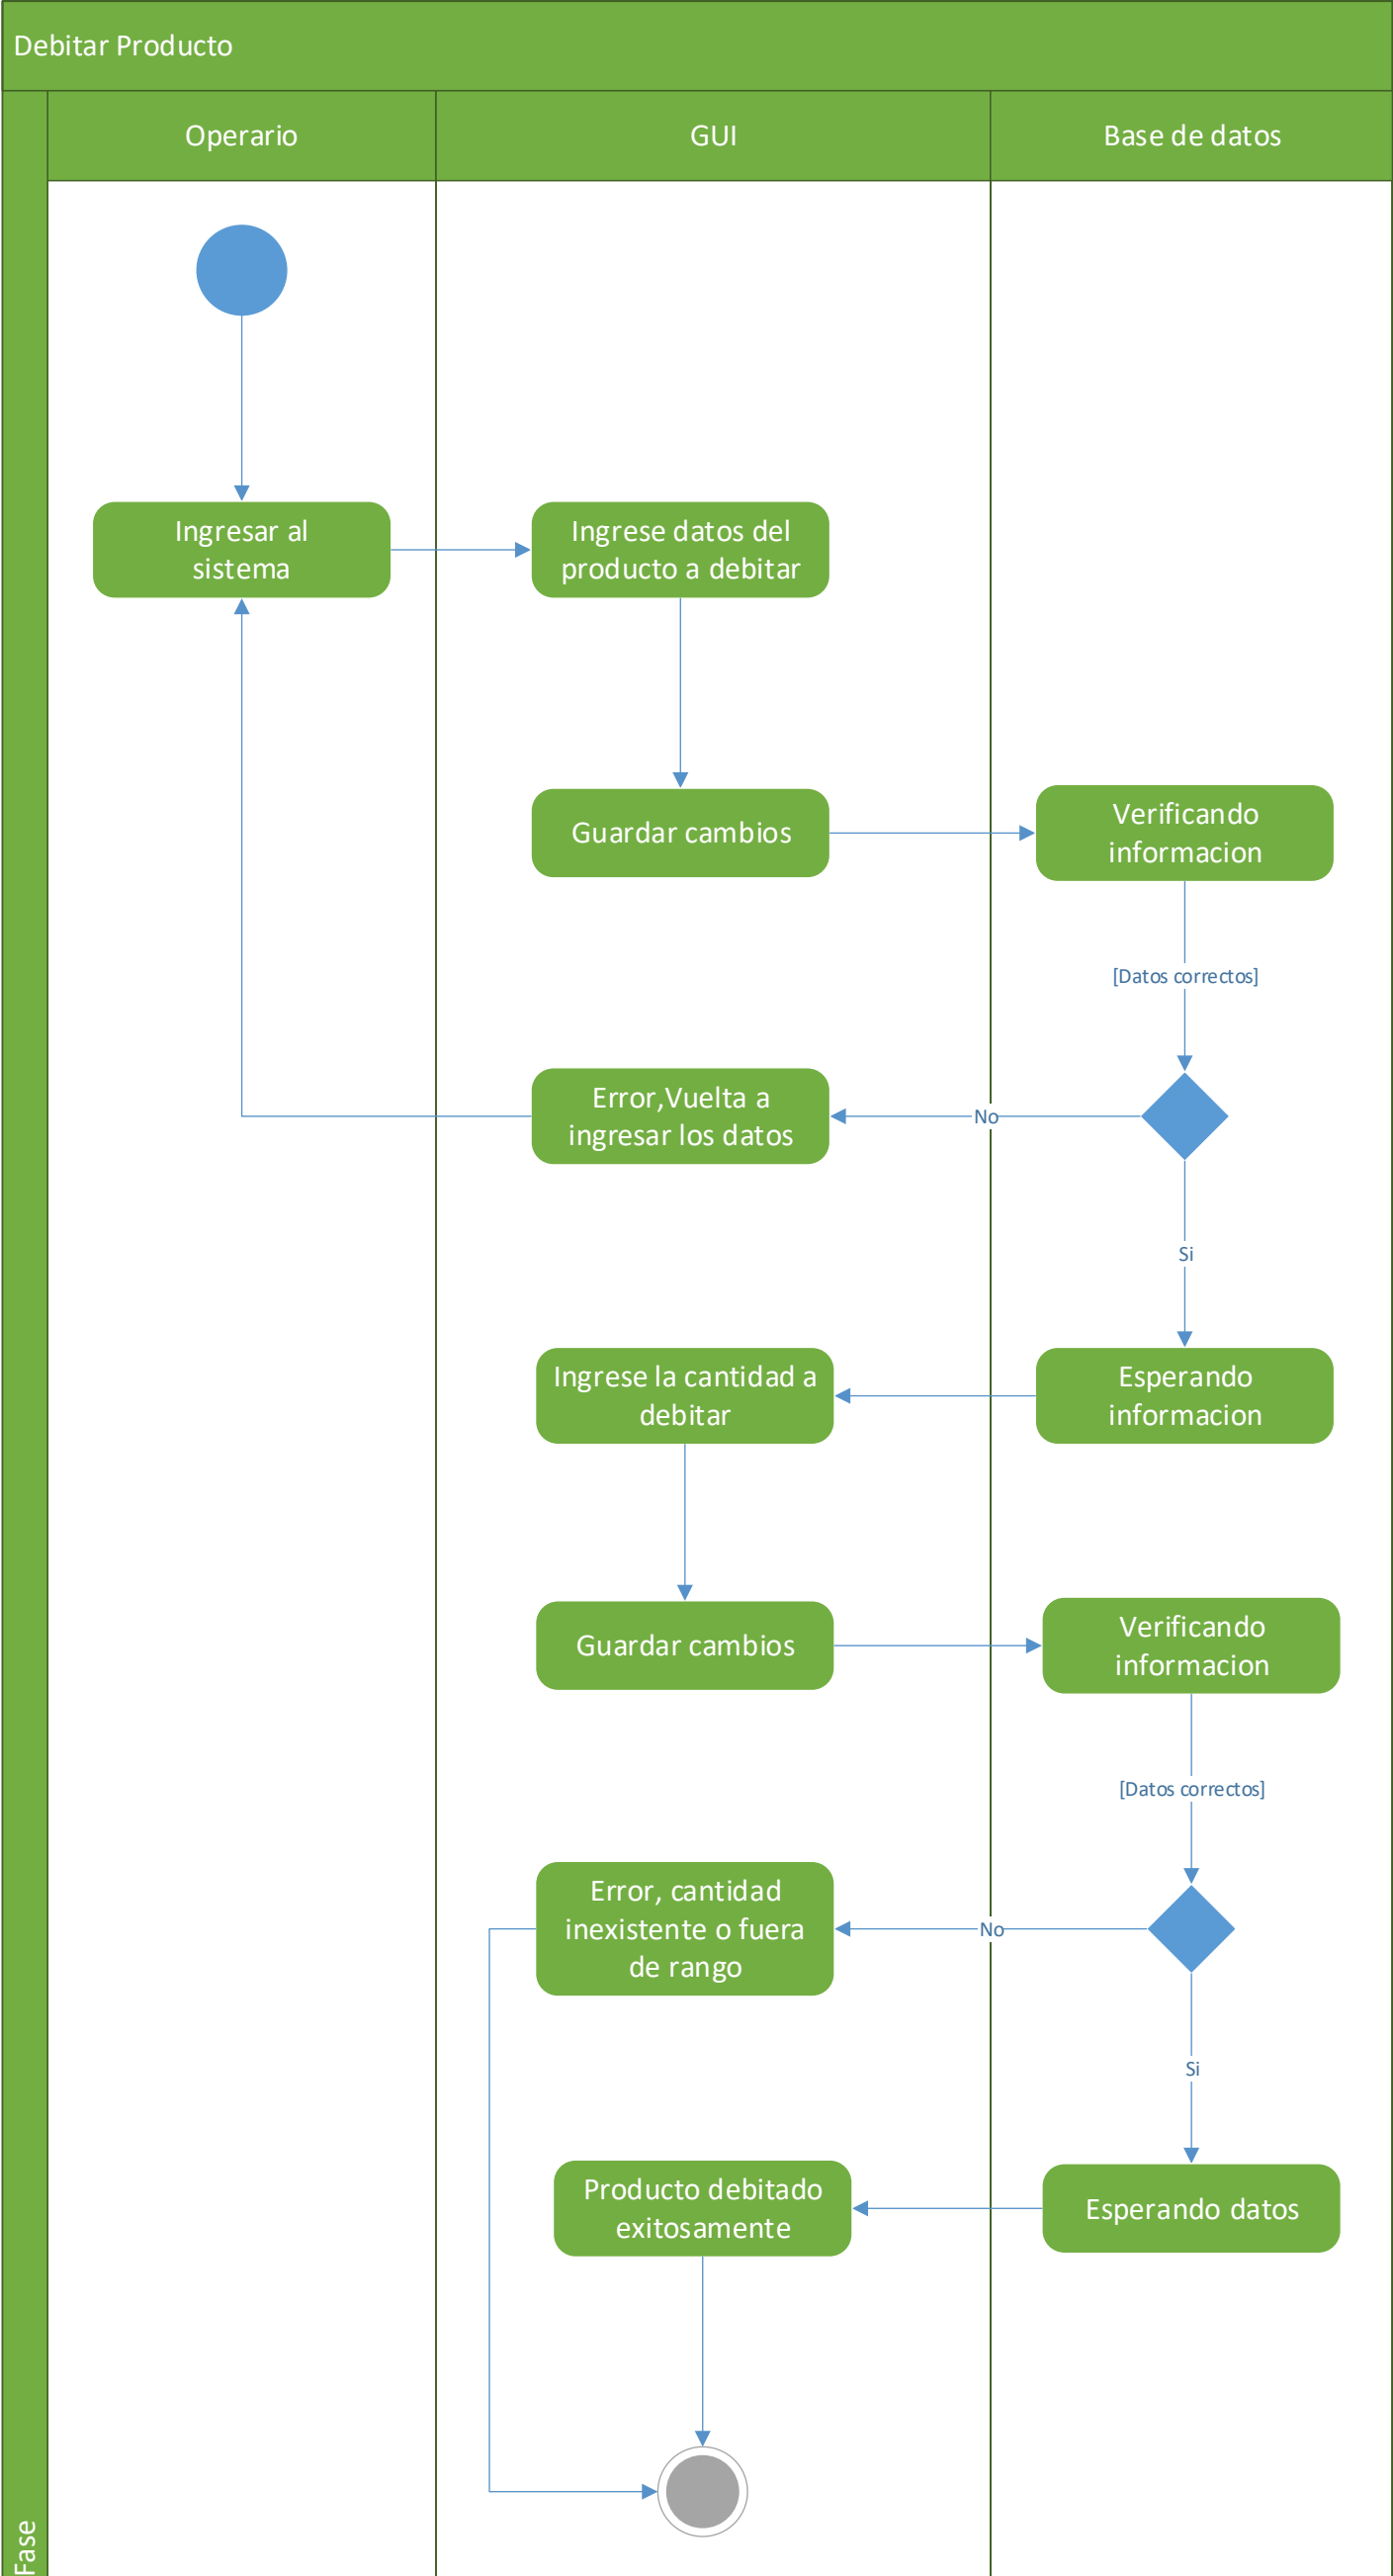 Debitar Producto
Operario
GUI
Base de datos
Ingresar al
sistema
Ingrese datos del
producto a debitar
Guardar cambios
Verificando
informacion
[Datos correctos]
Error,Vuelta a
ingresar los datos
No
Si
Ingrese la cantidad a
debitar
Esperando
informacion
Guardar cambios
Verificando
informacion
[Datos correctos]
Error, cantidad
inexistente o fuera
de rango
No
Si
Producto debitado
exitosamente
Esperando datos
Fase